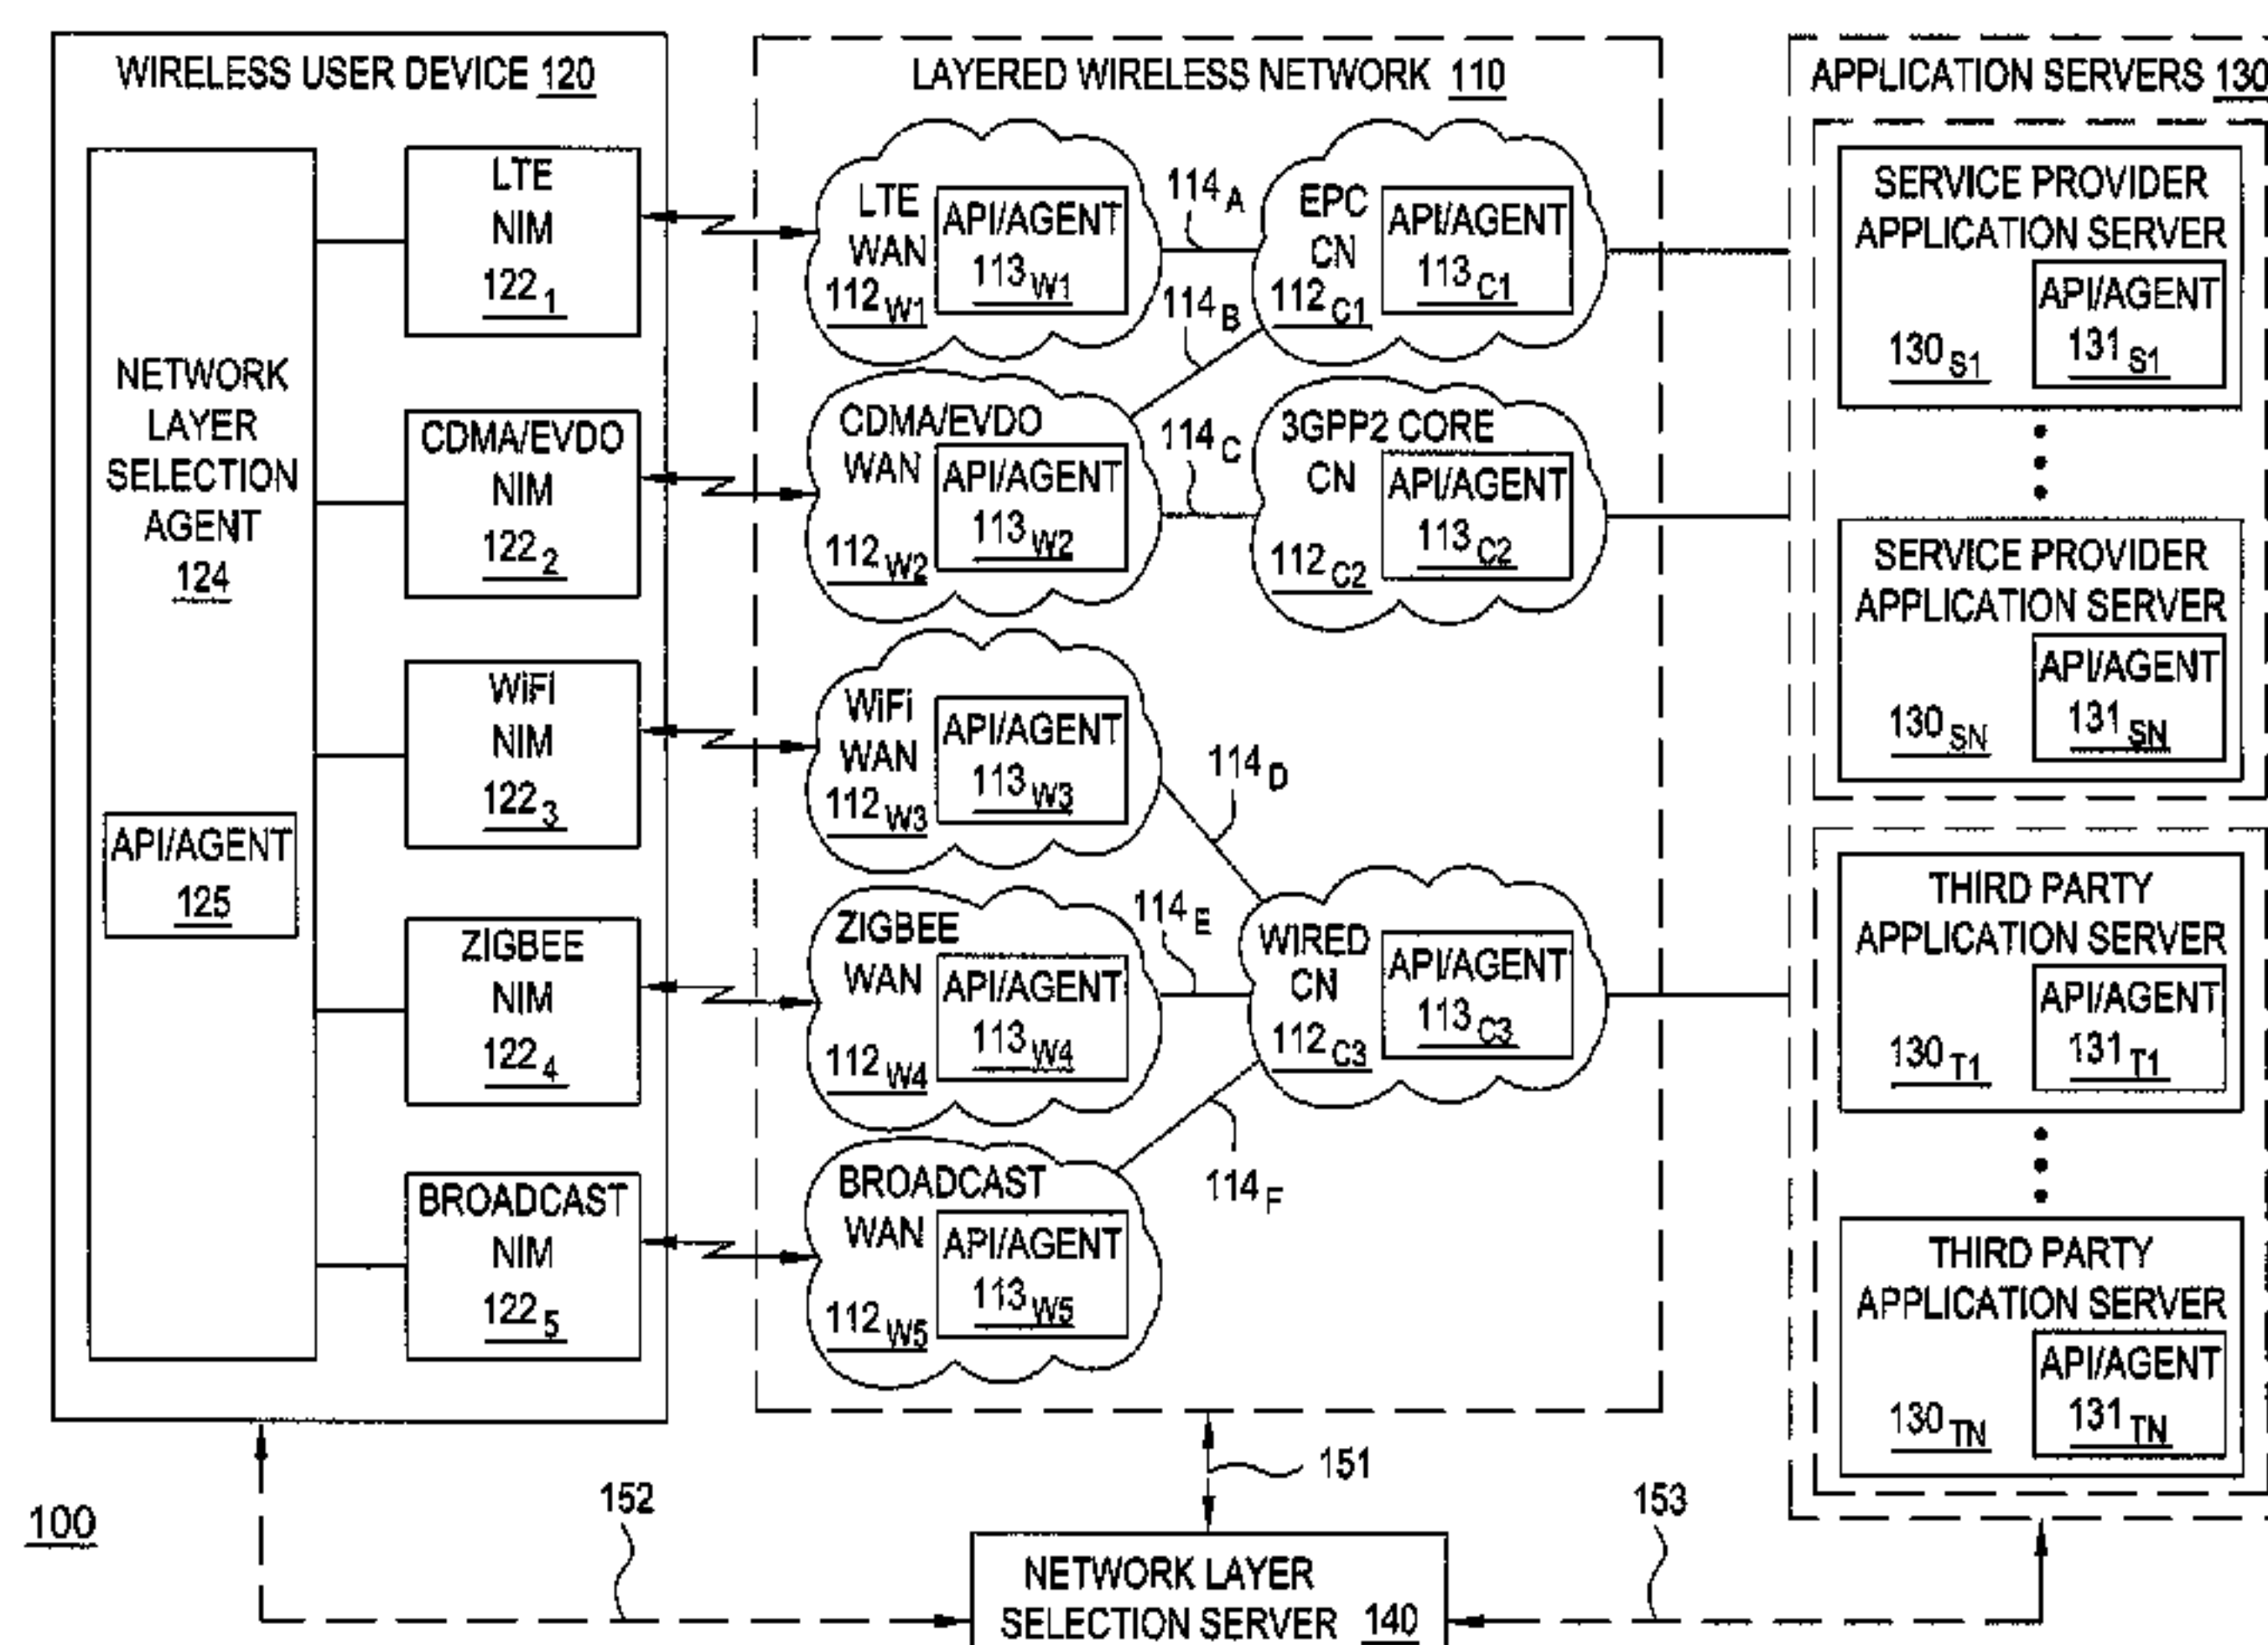 WIRELESS USER DEVICE 120
NETWORK
LAYER
SELECTION
AGENT
124
API/AGENT
125
LTE
NIM
122 1
CDMA/EVDO
NIM
122 2
WiFi
NIM
122 3
ZIGBEE
NIM
122 4
BROADCAST
NIM
122 5
LAYERED WIRELESS NETWORK 110
LTE
WAN
112 W1
API/AGENT
113 W1
114 A
EPC
CN
112 C1
API/AGENT
113 C1
114 B
CDMA/EVDO
WAN
112 W2
API/AGENT
113 W2
114 C
3GPP2 CORE
CN
112 C2
API/AGENT
113 C2
WiFi
WAN
112 W3
API/AGENT
113 W3
114 D
ZIGBEE
WAN
112 W4
API/AGENT
113 W4
114 E
WIRED
CN
112 C3
API/AGENT
113 C3
BROADCAST
WAN
112 W5
API/AGENT
113 W5
114 F
APPLICATION SERVERS 130
SERVICE PROVIDER
APPLICATION SERVER
130 S1
API/AGENT
131 S1
SERVICE PROVIDER
APPLICATION SERVER
130 SN
API/AGENT
131 SN
THIRD PARTY
APPLICATION SERVER
130 T1
API/AGENT
131 T1
THIRD PARTY
APPLICATION SERVER
130 TN
API/AGENT
131 TN
151
152
153
100
NETWORK LAYER
SELECTION SERVER 140